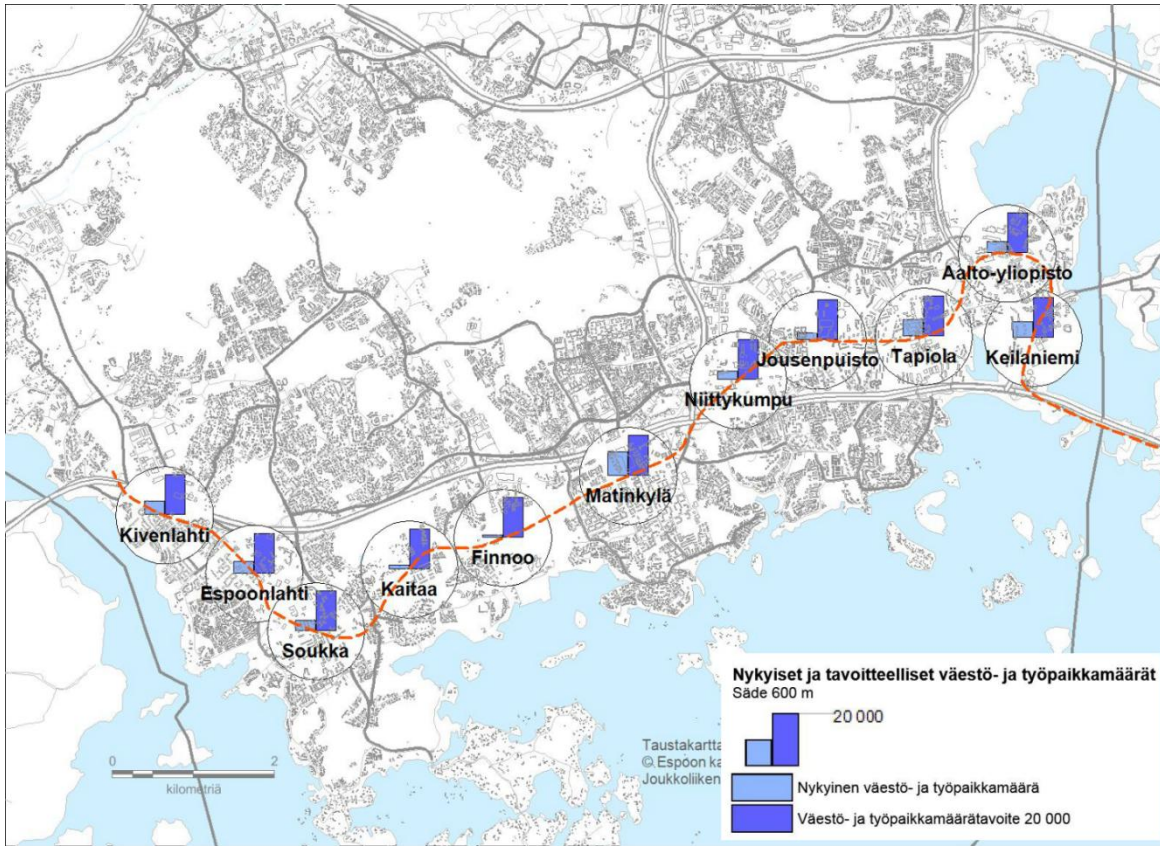 Aalto-yliopisto
Keilaniemi
Tapiola
Jousenpuisto
Niittykumpu
Matinkylä
Finnoo
Kaitaa
Soukka
Espoonlahti
Kivenlahti
0 2
kilometriä
Taustakartta
© Espoon ka
Joukkoliiken
Nykyiset ja tavoitteelliset väestö- ja työpaikkamäärät
Säde 600 m
20 000
Nykyinen väestö- ja työpaikkamäärä
Väestö- ja työpaikkamäärätavoite 20 000